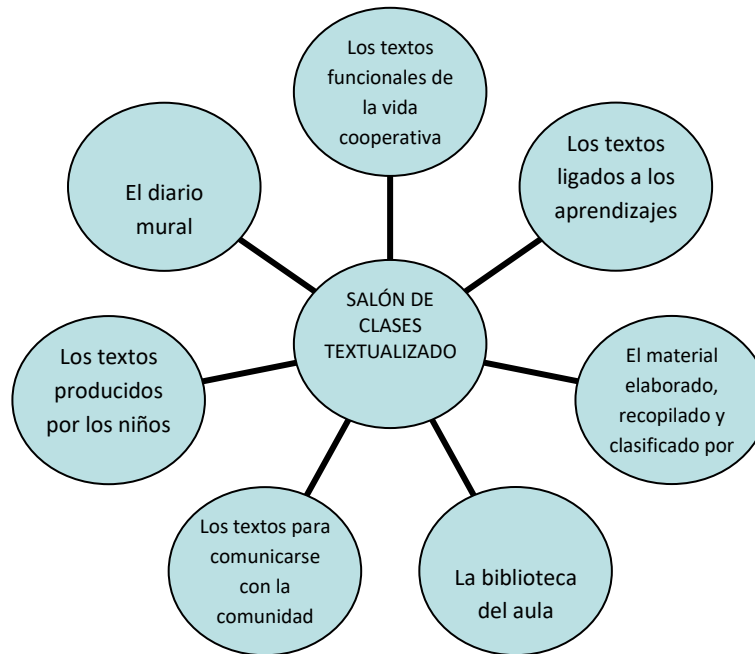 Los textos
funcionales de
la vida
cooperativa
Los textos
ligados a los
aprendizajes
El material
elaborado,
recopilado y
clasificado por
La biblioteca
del aula
Los textos para
comunicarse
con la
comunidad
Los textos
producidos
por los niños
El diario
mural
SALÓN DE
CLASES
TEXTUALIZADO